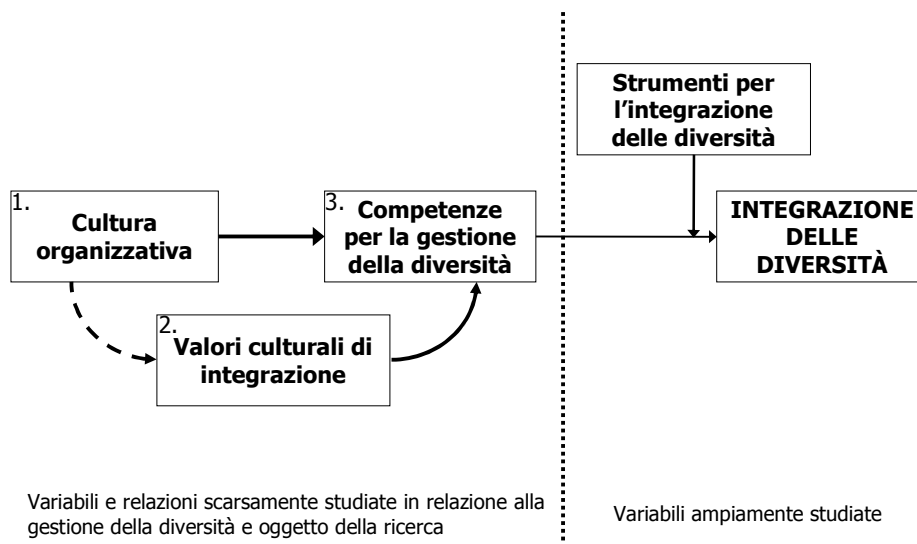 Strumenti per
l'integrazione
delle diversità
1.
Cultura
organizzativa
3.
Competenze
per la gestione
della diversità
INTEGRAZIONE
DELLE
DIVERSITÀ
2.
Valori culturali di
integrazione
Variabili e relazioni scarsamente studiate in relazione alla
gestione della diversità e oggetto della ricerca
Variabili ampiamente studiate